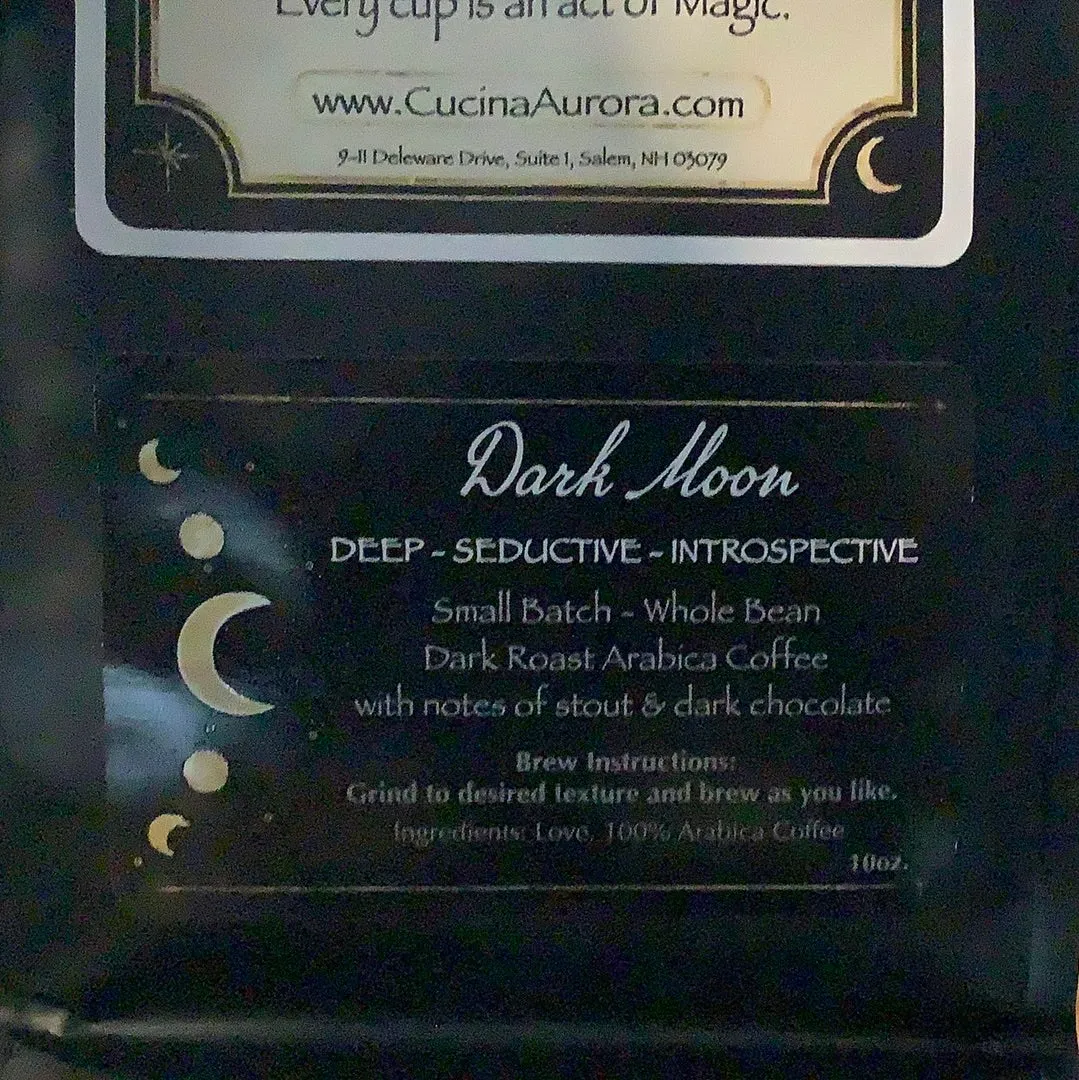 Every cup is an act of Magic.
www.CucinaAurora.com
9-11 Deleware Drive, Suite 1, Salem, NH 03079
Dark Moon
DEEP - SEDUCTIVE - INTROSPECTIVE
Small Batch - Whole Bean
Dark Roast Arabica Coffee
with notes of stout & dark chocolate
Brew Instructions:
Grind to desired texture and brew as you like.
Ingredients: Love, 100% Arabica Coffee
10oz.